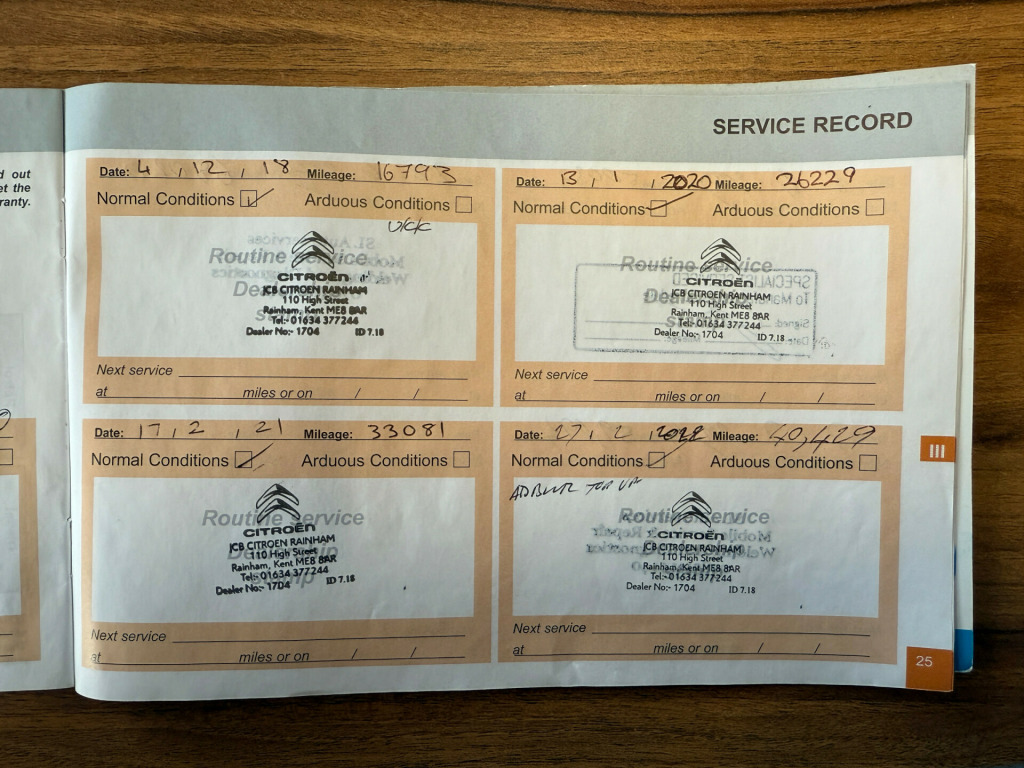 d out
et the
ranty.
SERVICE RECORD
Date: 4 , 12 , 18 Mileage: 16793
Normal Conditions Arduous Conditions
Routine service
CITROËN
JCB CITROEN RAINHAM
110 High Street
Rainham, Kent ME8 8AR
Tel:- 01634 377244
Dealer No:- 1704 ID 7.18
Next service
at miles or on / /
Date: 13 , 1 , 2020 Mileage: 26229
Normal Conditions Arduous Conditions
Routine service
CITROËN
JCB CITROEN RAINHAM
110 High Street
Rainham, Kent ME8 8AR
Tel:- 01634 377244
Dealer No:- 1704 ID 7.18
Next service
at miles or on / /
Date: 17 , 2 , 21 Mileage: 33081
Normal Conditions Arduous Conditions
Routine service
CITROËN
JCB CITROEN RAINHAM
110 High Street
Rainham, Kent ME8 8AR
Tel:- 01634 377244
Dealer No:- 1704 ID 7.18
Next service
at miles or on / /
Date: 27 , 2 , 2022 Mileage: 40,429
Normal Conditions Arduous Conditions
ADBLUE TOP UP
Routine service
CITROËN
JCB CITROEN RAINHAM
110 High Street
Rainham, Kent ME8 8AR
Tel:- 01634 377244
Dealer No:- 1704 ID 7.18
Next service
at miles or on / /
III
25